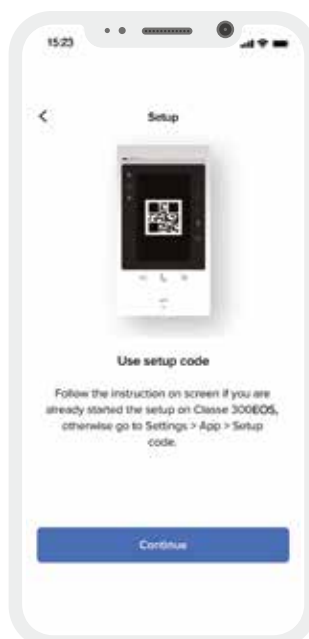 15:23
Setup
Use setup code
Follow the instruction on screen if you are
already started the setup on Classe 300EOS,
otherwise go to Settings > App > Setup
code.
Continue